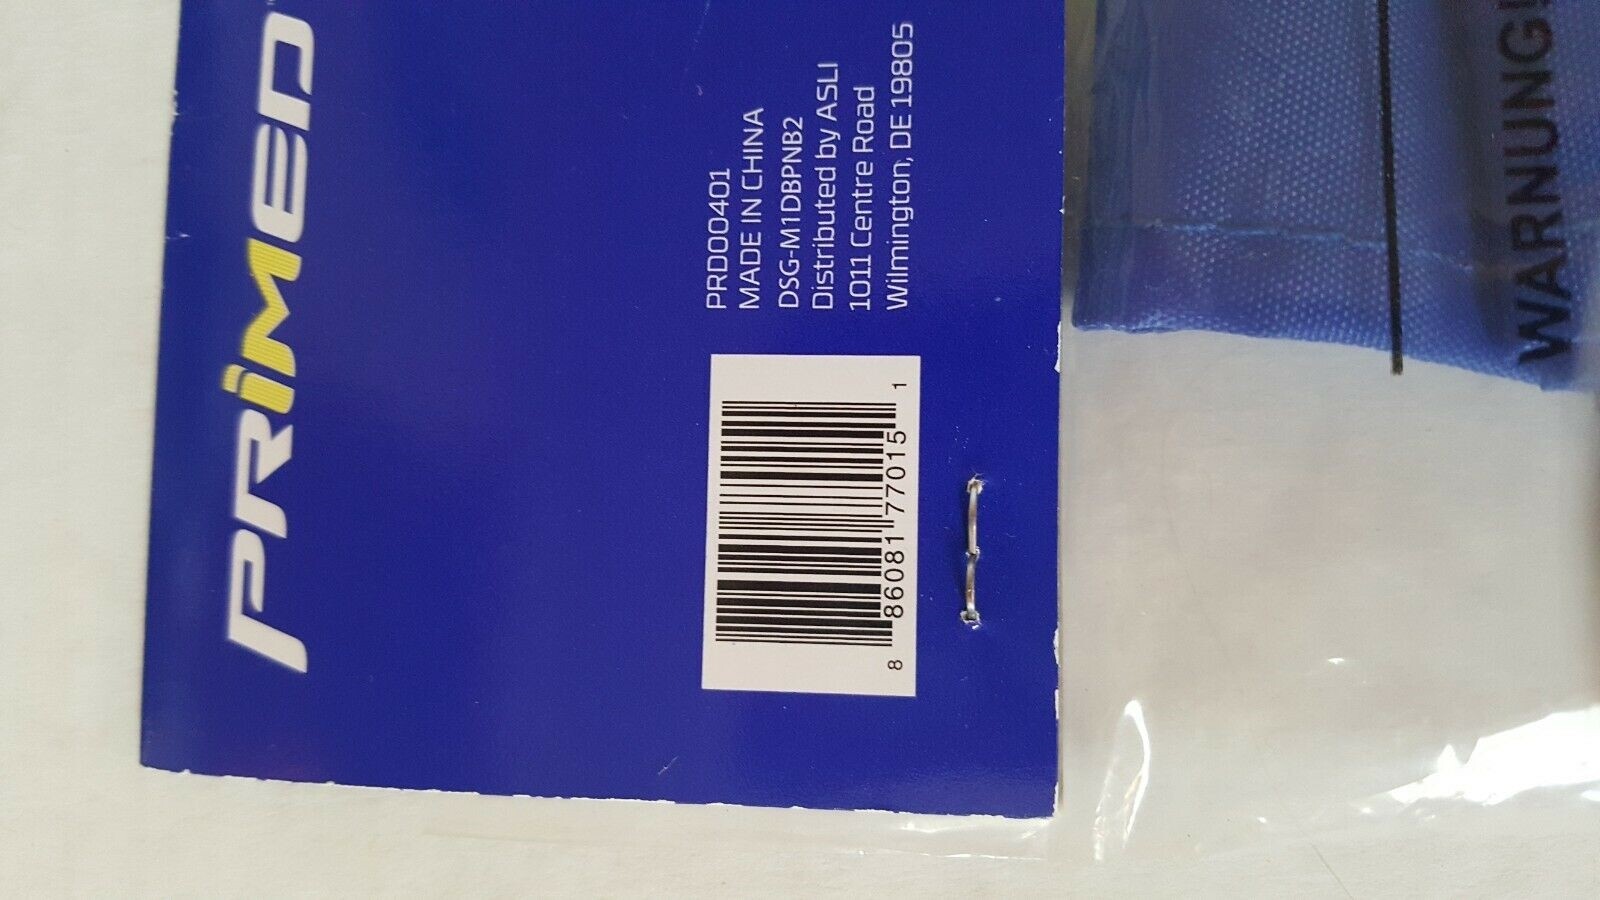 PRIMED
PRD00401
MADE IN CHINA
DSG-M1DBPNB2
Distributed by ASLI
1011 Centre Road
Wilmington, DE 19805
8 86081 77015 1
WARNUNG!